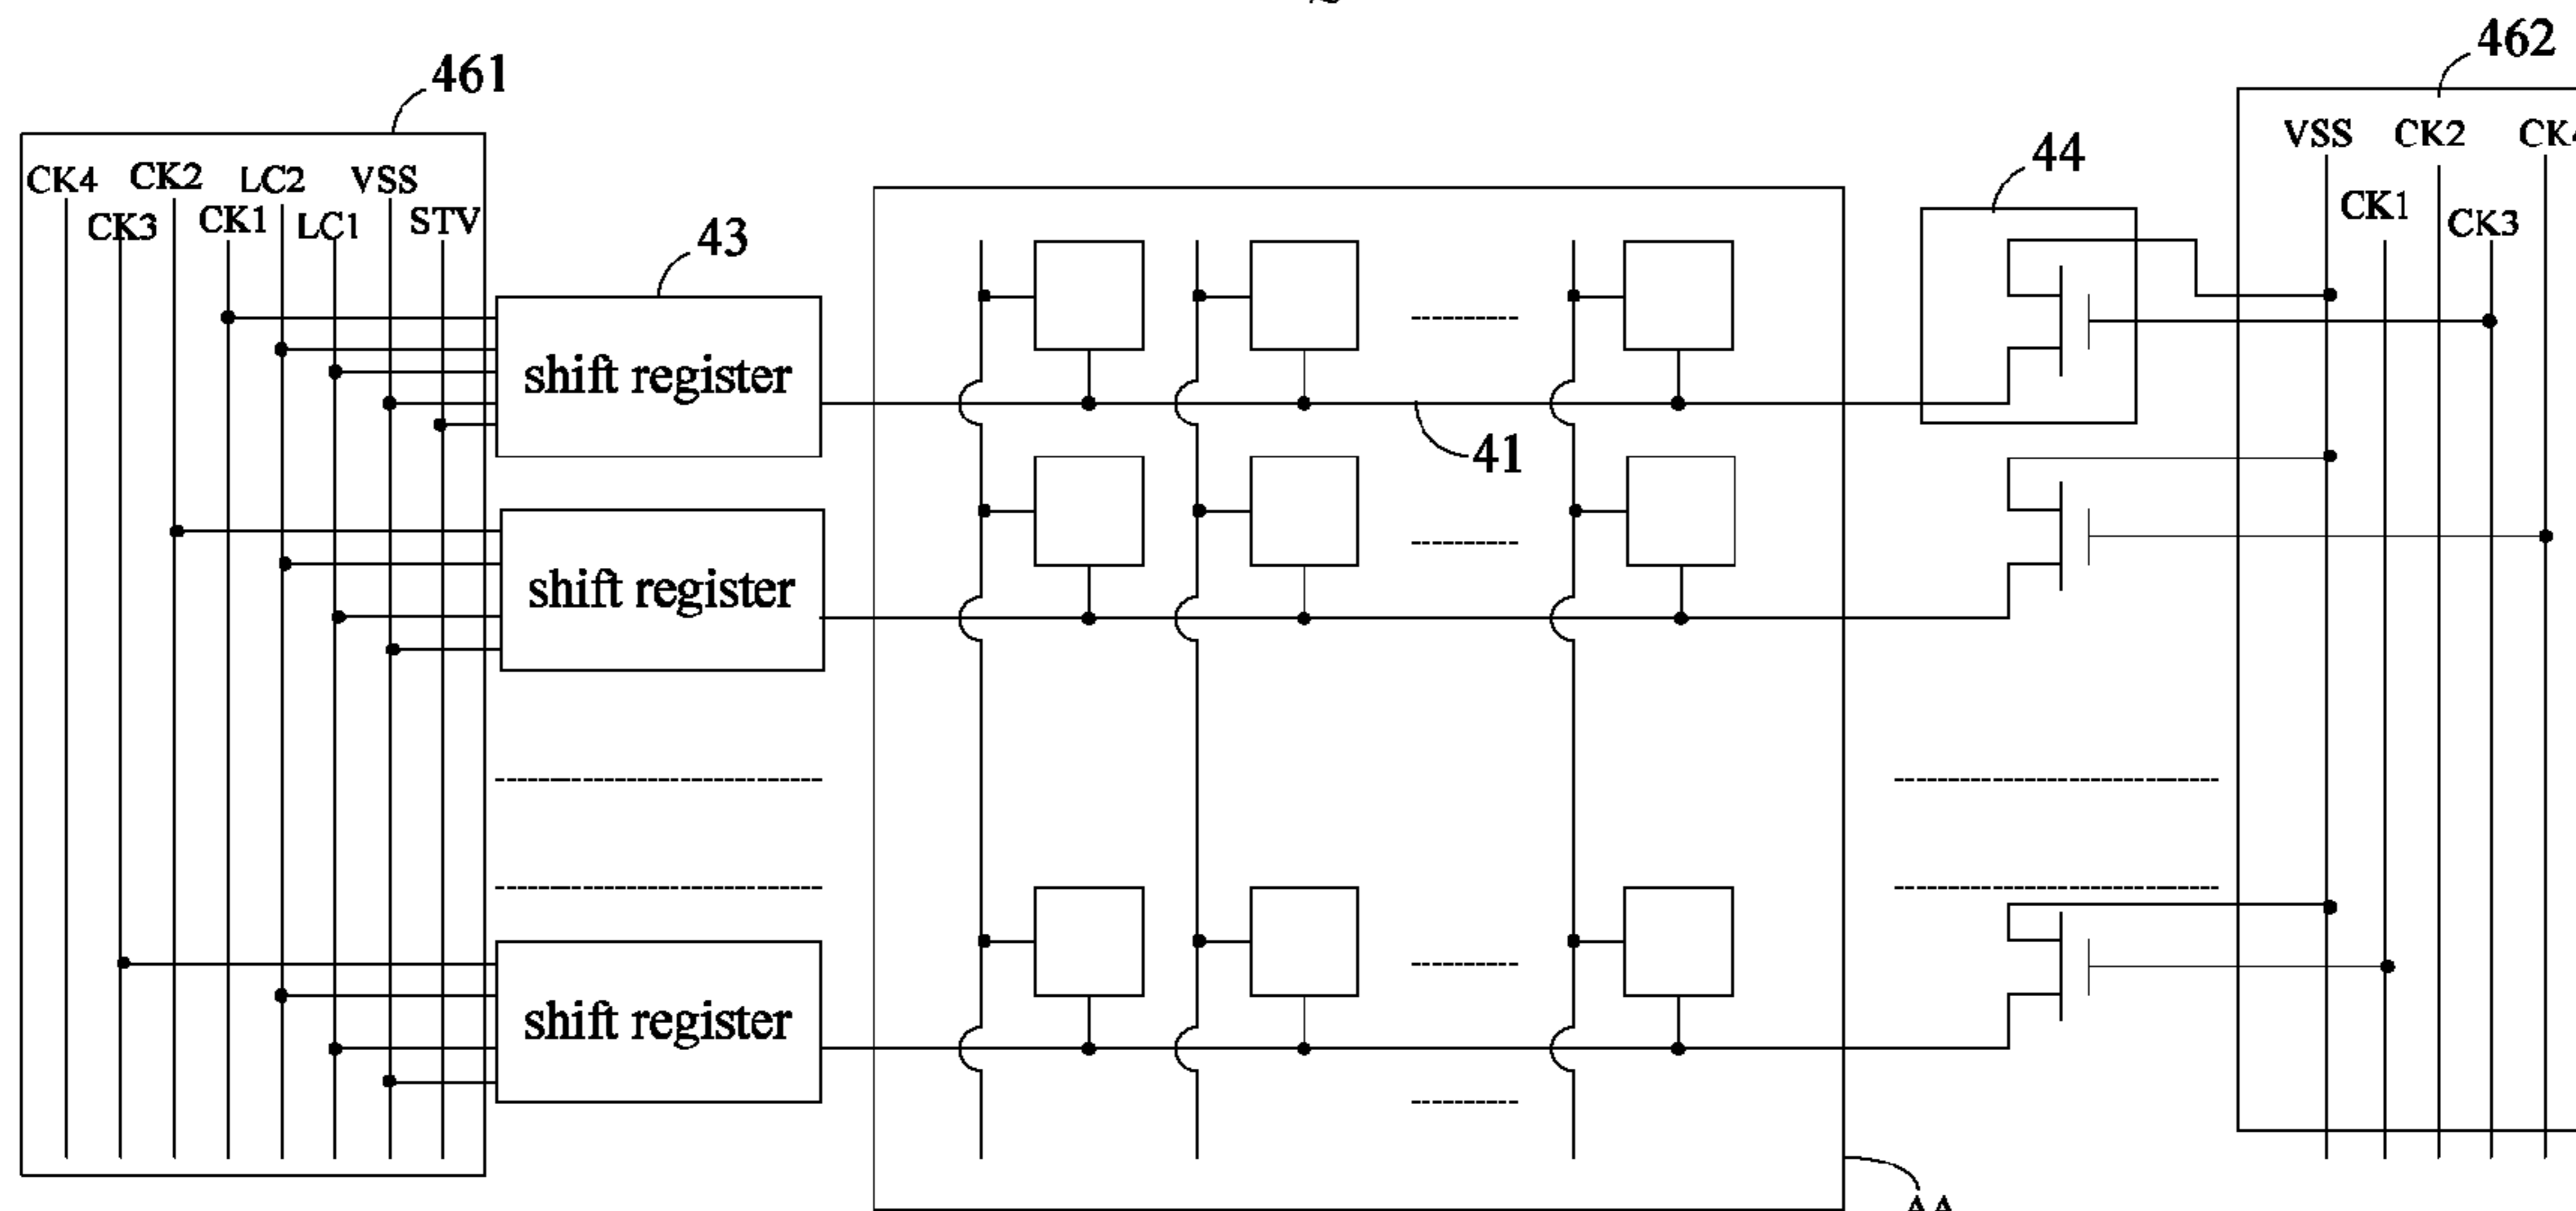 462
461
VSS CK2
44
CK4 CK2 LC2 VSS
CK3 CK1 LC1 STV
CK1
CK3
43
shift register
41
shift register
shift register